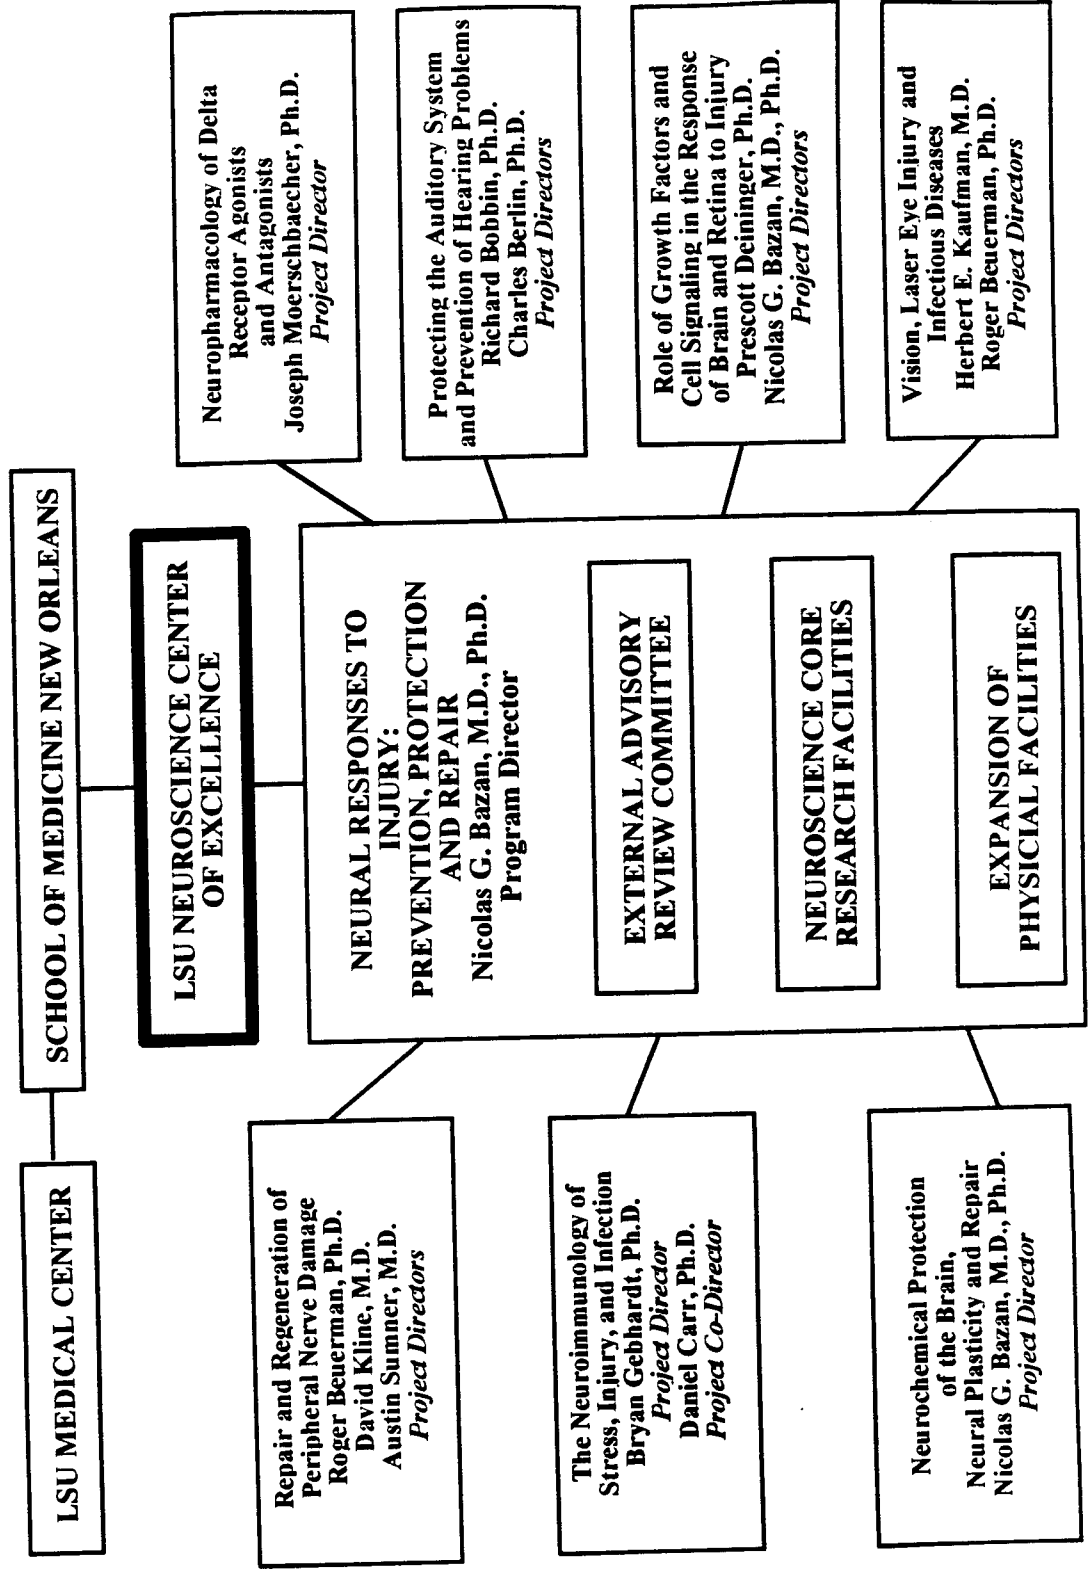 LSU MEDICAL CENTER
SCHOOL OF MEDICINE NEW ORLEANS
LSU NEUROSCIENCE CENTER
OF EXCELLENCE
Repair and Regeneration of
Peripheral Nerve Damage
Roger Beuerman, Ph.D.
David Kline, M.D.
Austin Sumner, M.D.
Project Directors
The Neuroimmunology of
Stress, Injury, and Infection
Bryan Gebhardt, Ph.D.
Project Director
Daniel Carr, Ph.D.
Project Co-Director
Neurochemical Protection
of the Brain,
Neural Plasticity and Repair
Nicolas G. Bazan, M.D., Ph.D.
Project Director
NEURAL RESPONSES TO
INJURY:
PREVENTION, PROTECTION
AND REPAIR
Nicolas G. Bazan, M.D., Ph.D.
Program Director
EXTERNAL ADVISORY
REVIEW COMMITTEE
NEUROSCIENCE CORE
RESEARCH FACILITIES
EXPANSION OF
PHYSICIAL FACILITIES
Neuropharmacology of Delta
Receptor Agonists
and Antagonists
Joseph Moerschbaecher, Ph.D.
Project Director
Protecting the Auditory System
and Prevention of Hearing Problems
Richard Bobbin, Ph.D.
Charles Berlin, Ph.D.
Project Directors
Role of Growth Factors and
Cell Signaling in the Response
of Brain and Retina to Injury
Prescott Deininger, Ph.D.
Nicolas G. Bazan, M.D., Ph.D.
Project Directors
Vision, Laser Eye Injury and
Infectious Diseases
Herbert E. Kaufman, M.D.
Roger Beuerman, Ph.D.
Project Directors